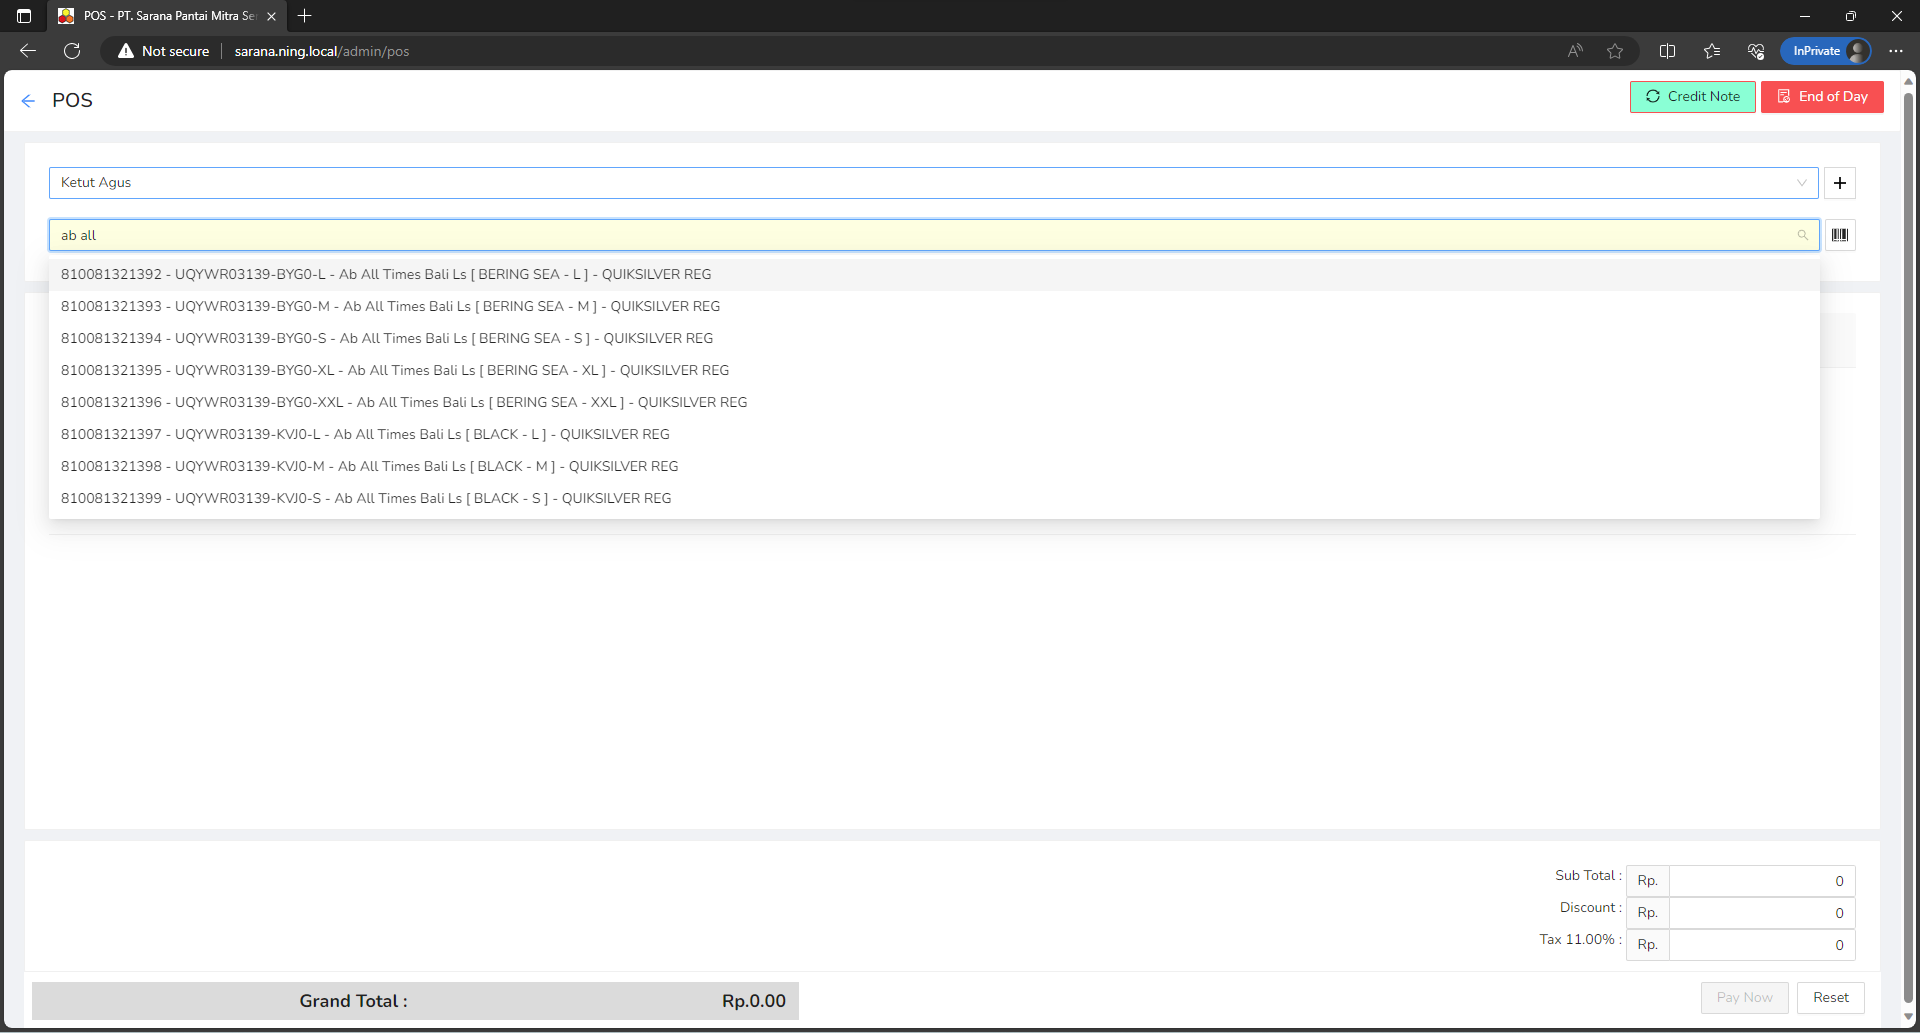 POS - PT. Sarana Pantai Mitra Se
Not secure
sarana.ning.local/admin/pos
InPrivate
POS
Credit Note
End of Day
Ketut Agus
ab all
810081321392 - UQYWR03139-BYG0-L - Ab All Times Bali Ls [ BERING SEA - L ] - QUIKSILVER REG
810081321393 - UQYWR03139-BYG0-M - Ab All Times Bali Ls [ BERING SEA - M ] - QUIKSILVER REG
810081321394 - UQYWR03139-BYG0-S - Ab All Times Bali Ls [ BERING SEA - S ] - QUIKSILVER REG
810081321395 - UQYWR03139-BYG0-XL - Ab All Times Bali Ls [ BERING SEA - XL ] - QUIKSILVER REG
810081321396 - UQYWR03139-BYG0-XXL - Ab All Times Bali Ls [ BERING SEA - XXL ] - QUIKSILVER REG
810081321397 - UQYWR03139-KVJ0-L - Ab All Times Bali Ls [ BLACK - L ] - QUIKSILVER REG
810081321398 - UQYWR03139-KVJ0-M - Ab All Times Bali Ls [ BLACK - M ] - QUIKSILVER REG
810081321399 - UQYWR03139-KVJ0-S - Ab All Times Bali Ls [ BLACK - S ] - QUIKSILVER REG
Sub Total : Rp. 0
Discount : Rp. 0
Tax 11.00% : Rp. 0
Grand Total : Rp.0.00
Pay Now
Reset